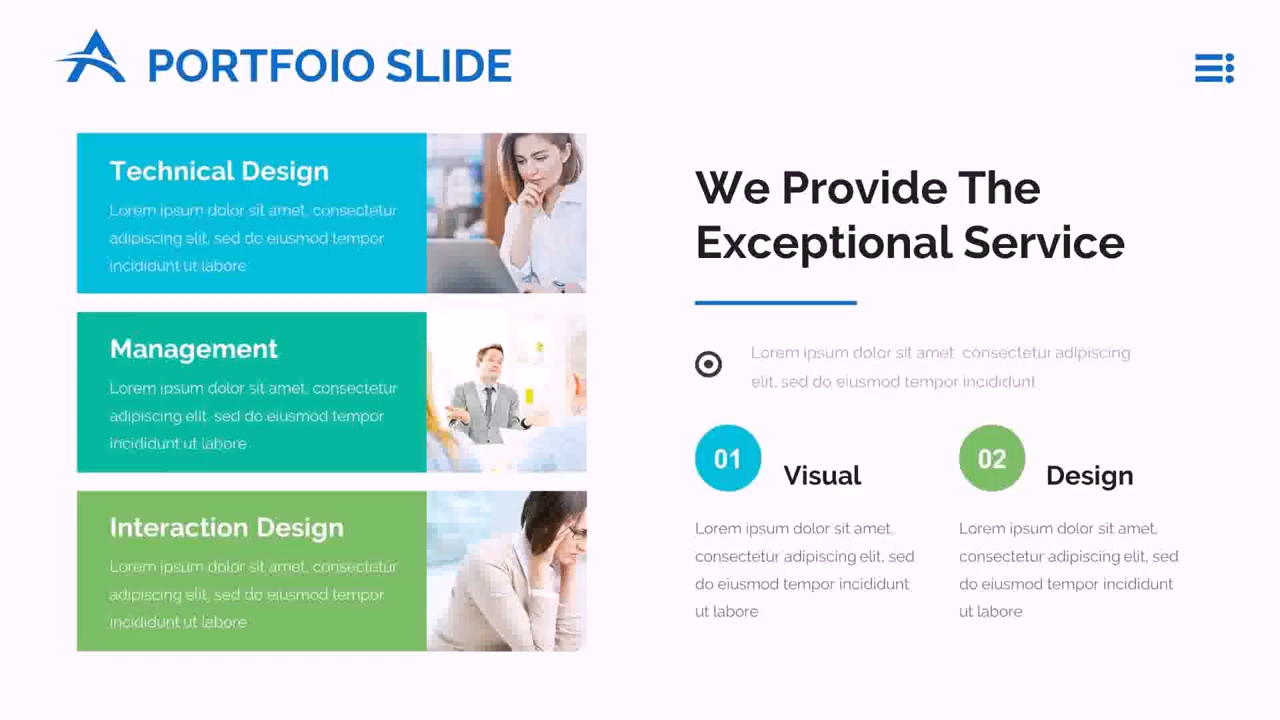 PORTFOIO SLIDE
Technical Design
Lorem ipsum dolor sit amet, consectetur
adipiscing elit, sed do eiusmod tempor
incididunt ut labore
Management
Lorem ipsum dolor sit amet, consectetur
adipiscing elit, sed do eiusmod tempor
incididunt ut labore
Interaction Design
Lorem ipsum dolor sit amet, consectetur
adipiscing elit, sed do eiusmod tempor
incididunt ut labore
We Provide The
Exceptional Service
Lorem ipsum dolor sit amet, consectetur adipiscing
elit, sed do eiusmod tempor incididunt
01 Visual
Lorem ipsum dolor sit amet,
consectetur adipiscing elit, sed
do eiusmod tempor incididunt
ut labore
02 Design
Lorem ipsum dolor sit amet,
consectetur adipiscing elit, sed
do eiusmod tempor incididunt
ut labore